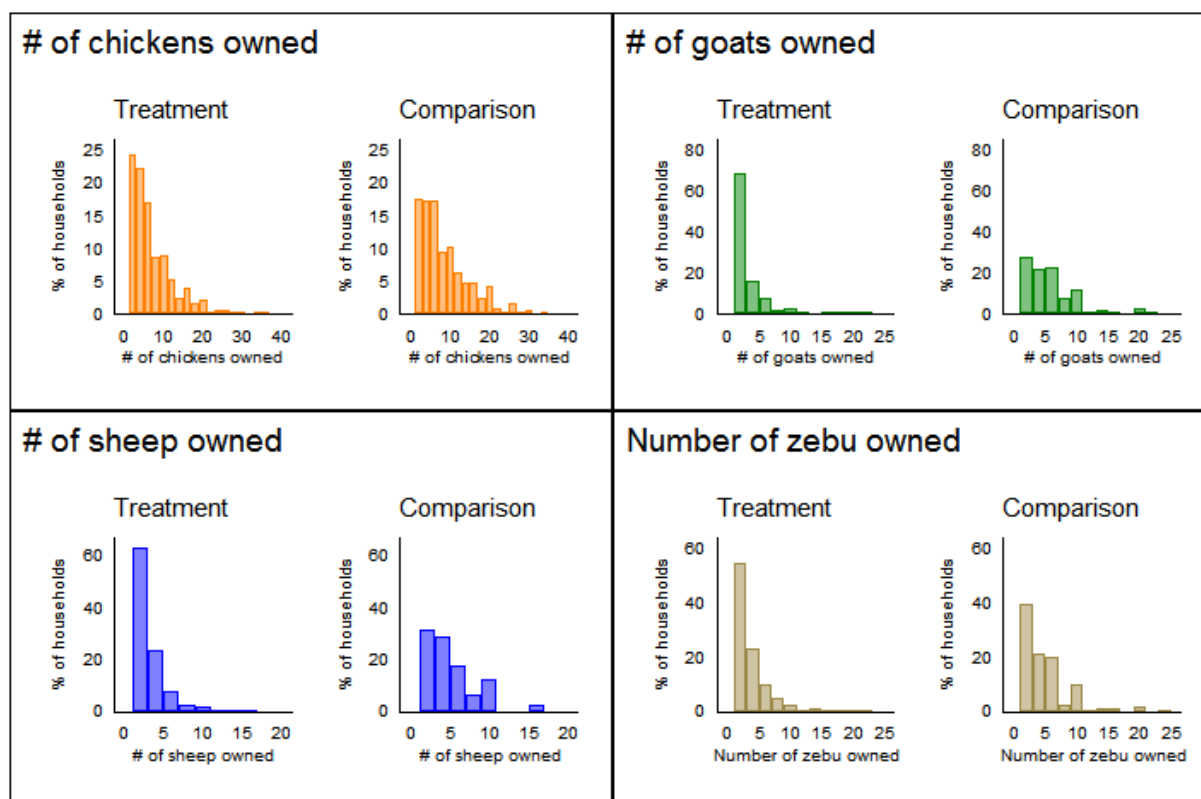 # of chickens owned
Treatment
Comparison
% of households
25
20
15
10
5
0
0 10 20 30 40
# of chickens owned
% of households
25
20
15
10
5
0
0 10 20 30 40
# of chickens owned
# of goats owned
Treatment
Comparison
% of households
80
60
40
20
0
0 5 10 15 20 25
# of goats owned
% of households
80
60
40
20
0
0 5 10 15 20 25
# of goats owned
# of sheep owned
Treatment
Comparison
% of households
60
40
20
0
0 5 10 15 20
# of sheep owned
% of households
60
40
20
0
0 5 10 15 20
# of sheep owned
Number of zebu owned
Treatment
Comparison
% of households
60
40
20
0
0 5 10 15 20 25
Number of zebu owned
% of households
60
40
20
0
0 5 10 15 20 25
Number of zebu owned